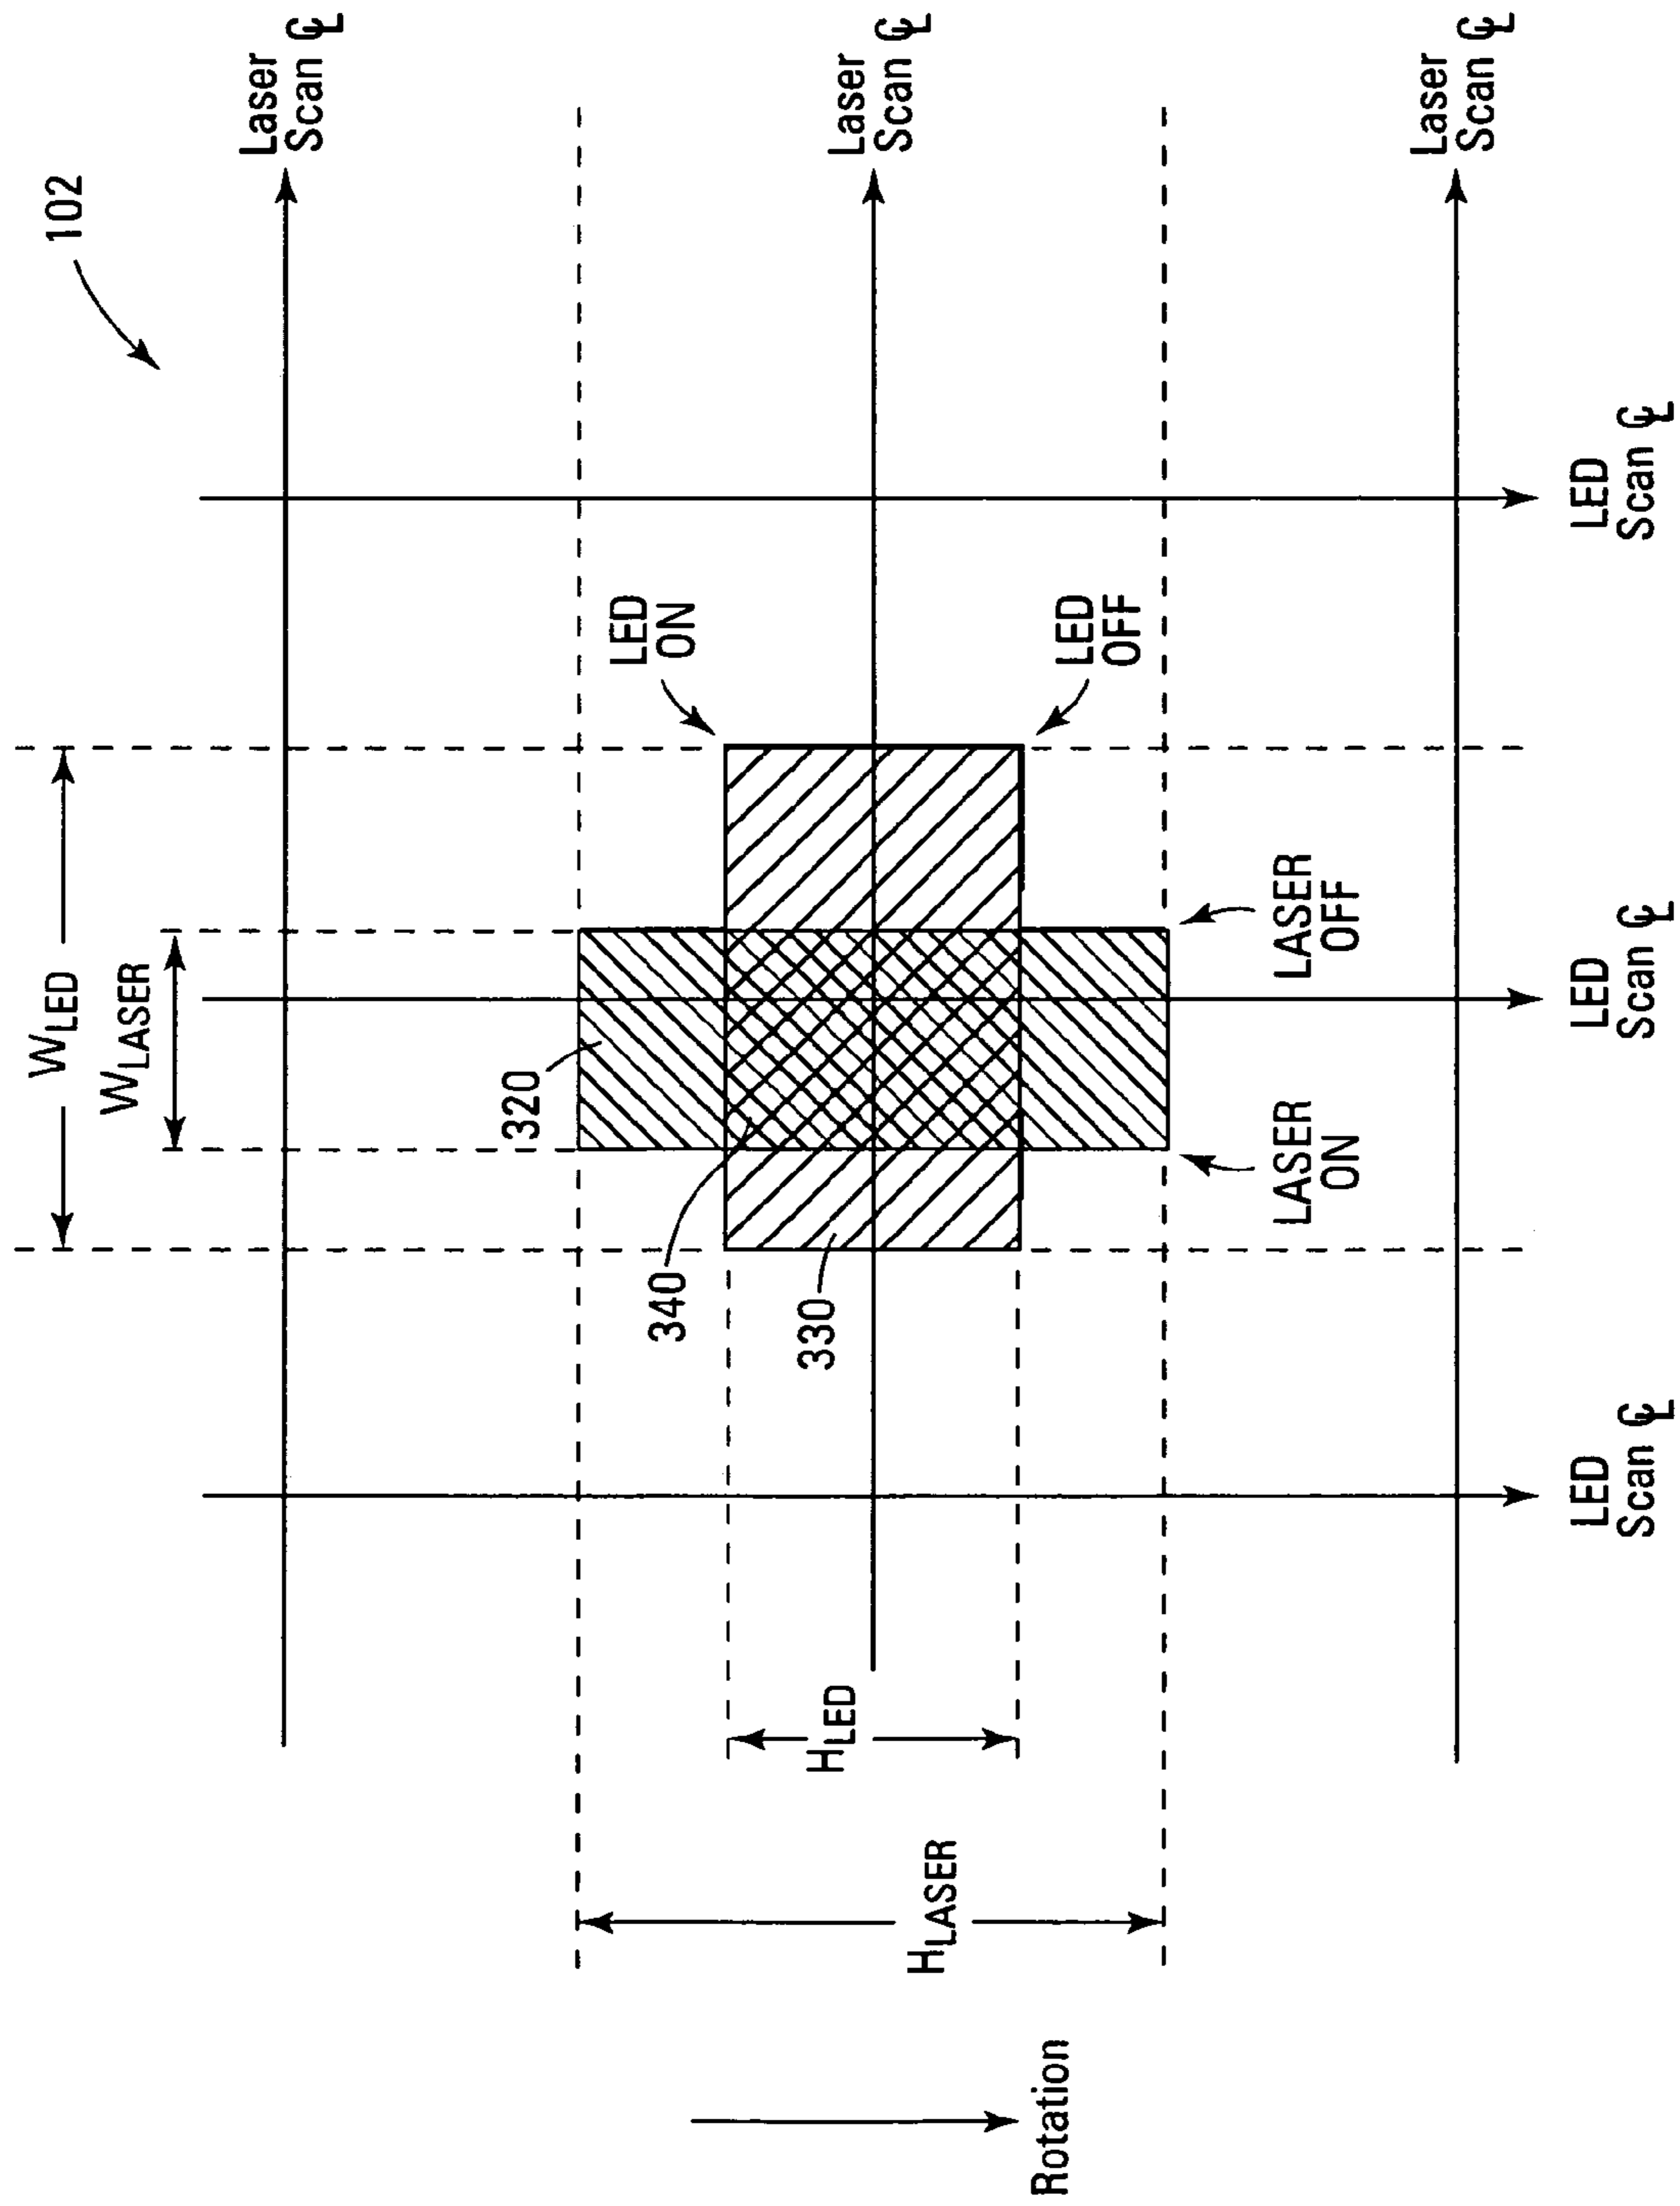 102
Laser
Scan ℄
Laser
Scan ℄
Laser
Scan ℄
W_LED
W_LASER
LED
ON
LED
OFF
320
340
330
LASER
OFF
LASER
ON
H_LED
H_LASER
LED
Scan ℄
LED
Scan ℄
LED
Scan ℄
Rotation